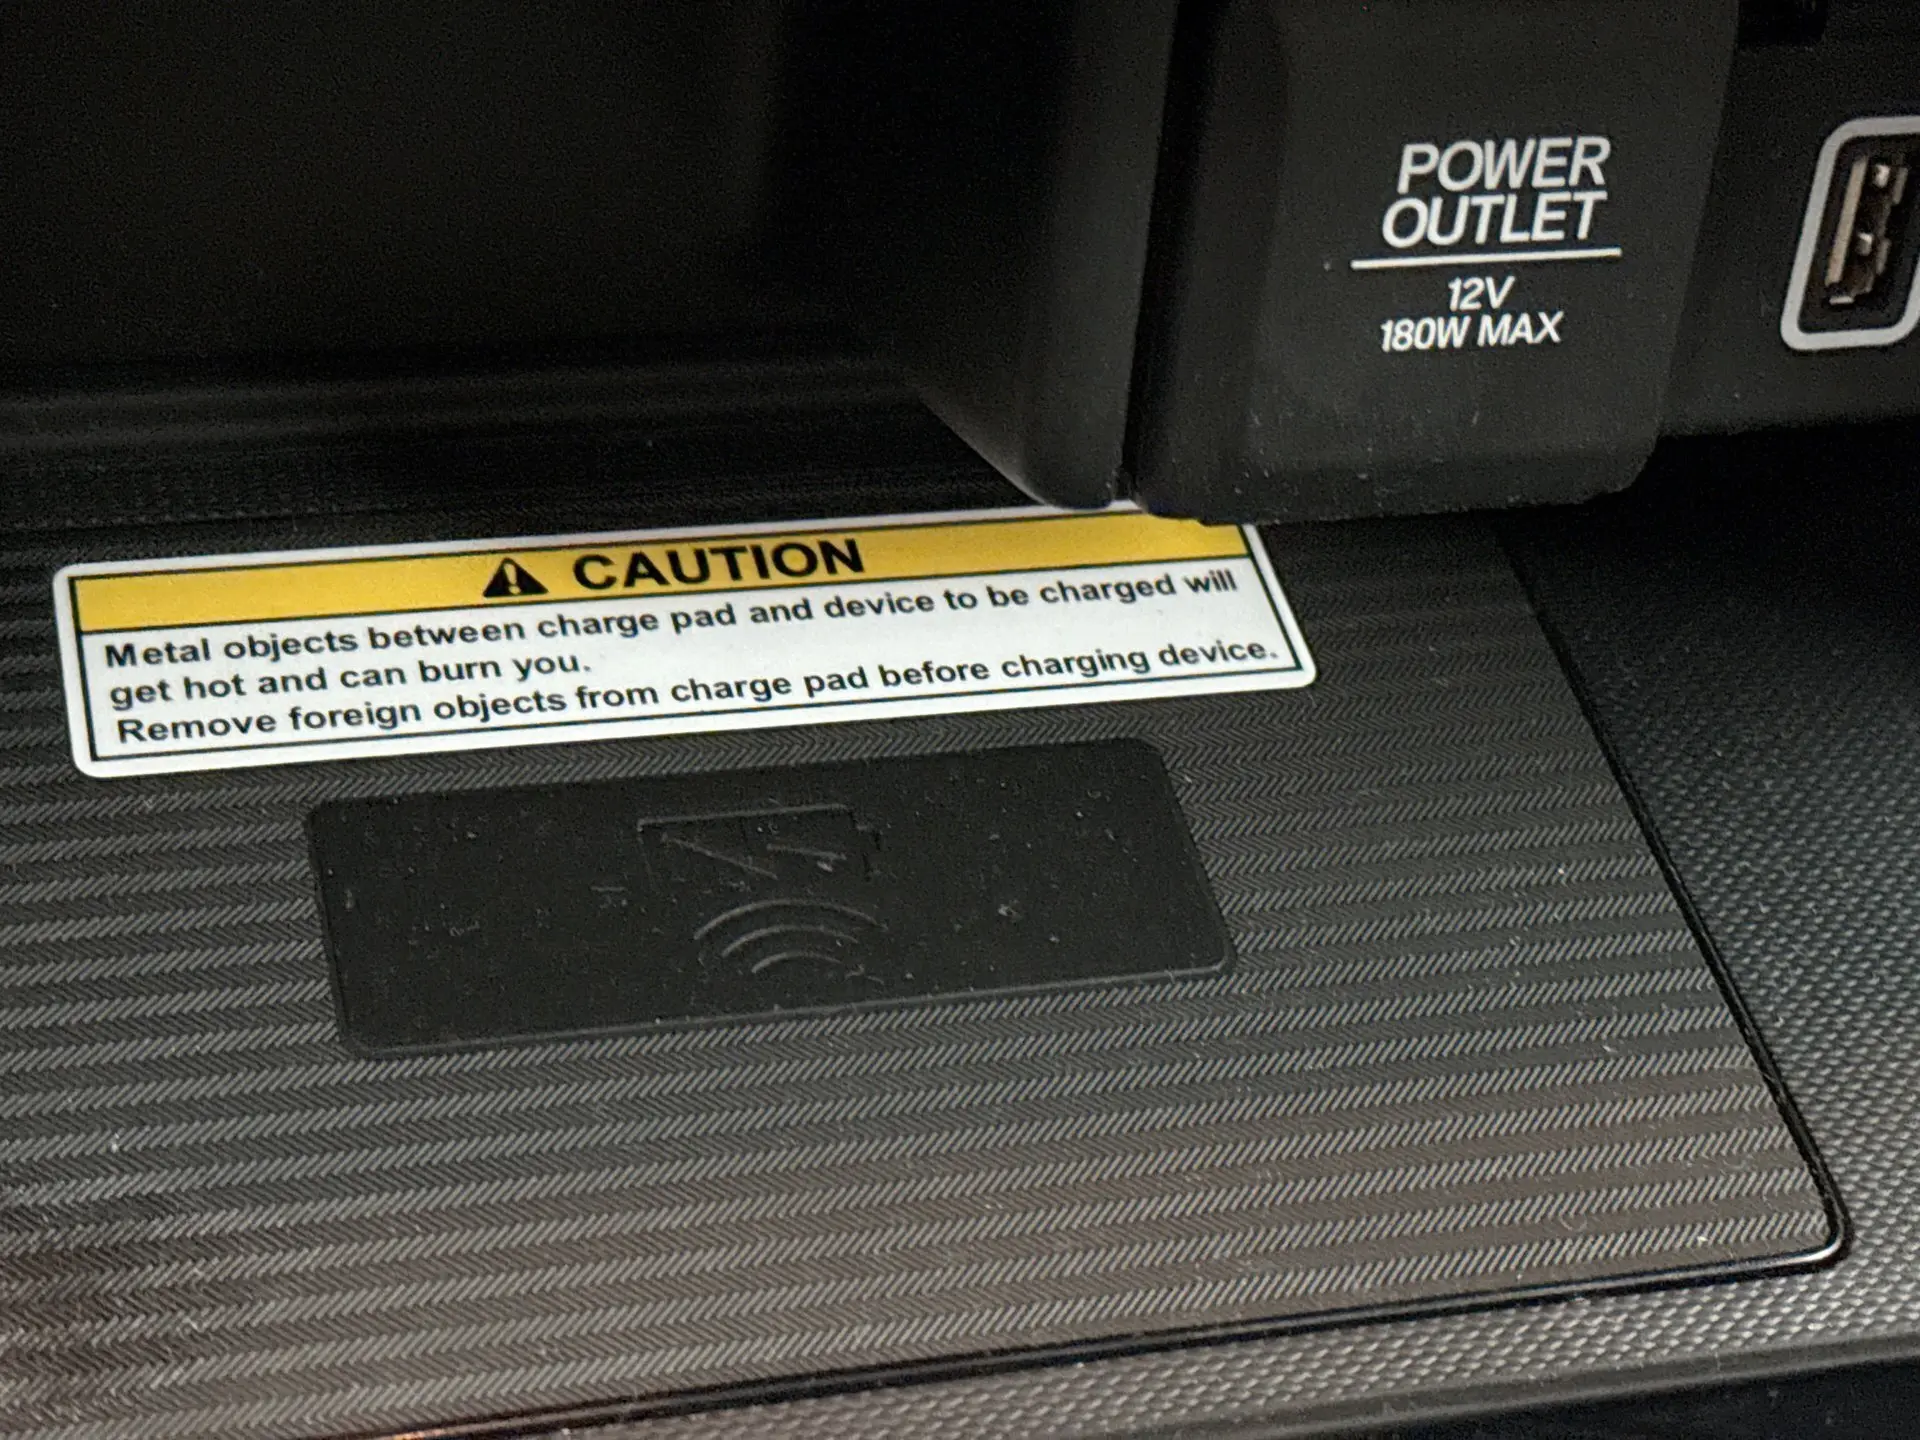 POWER
OUTLET
12V
180W MAX
CAUTION
Metal objects between charge pad and device to be charged will
get hot and can burn you.
Remove foreign objects from charge pad before charging device.